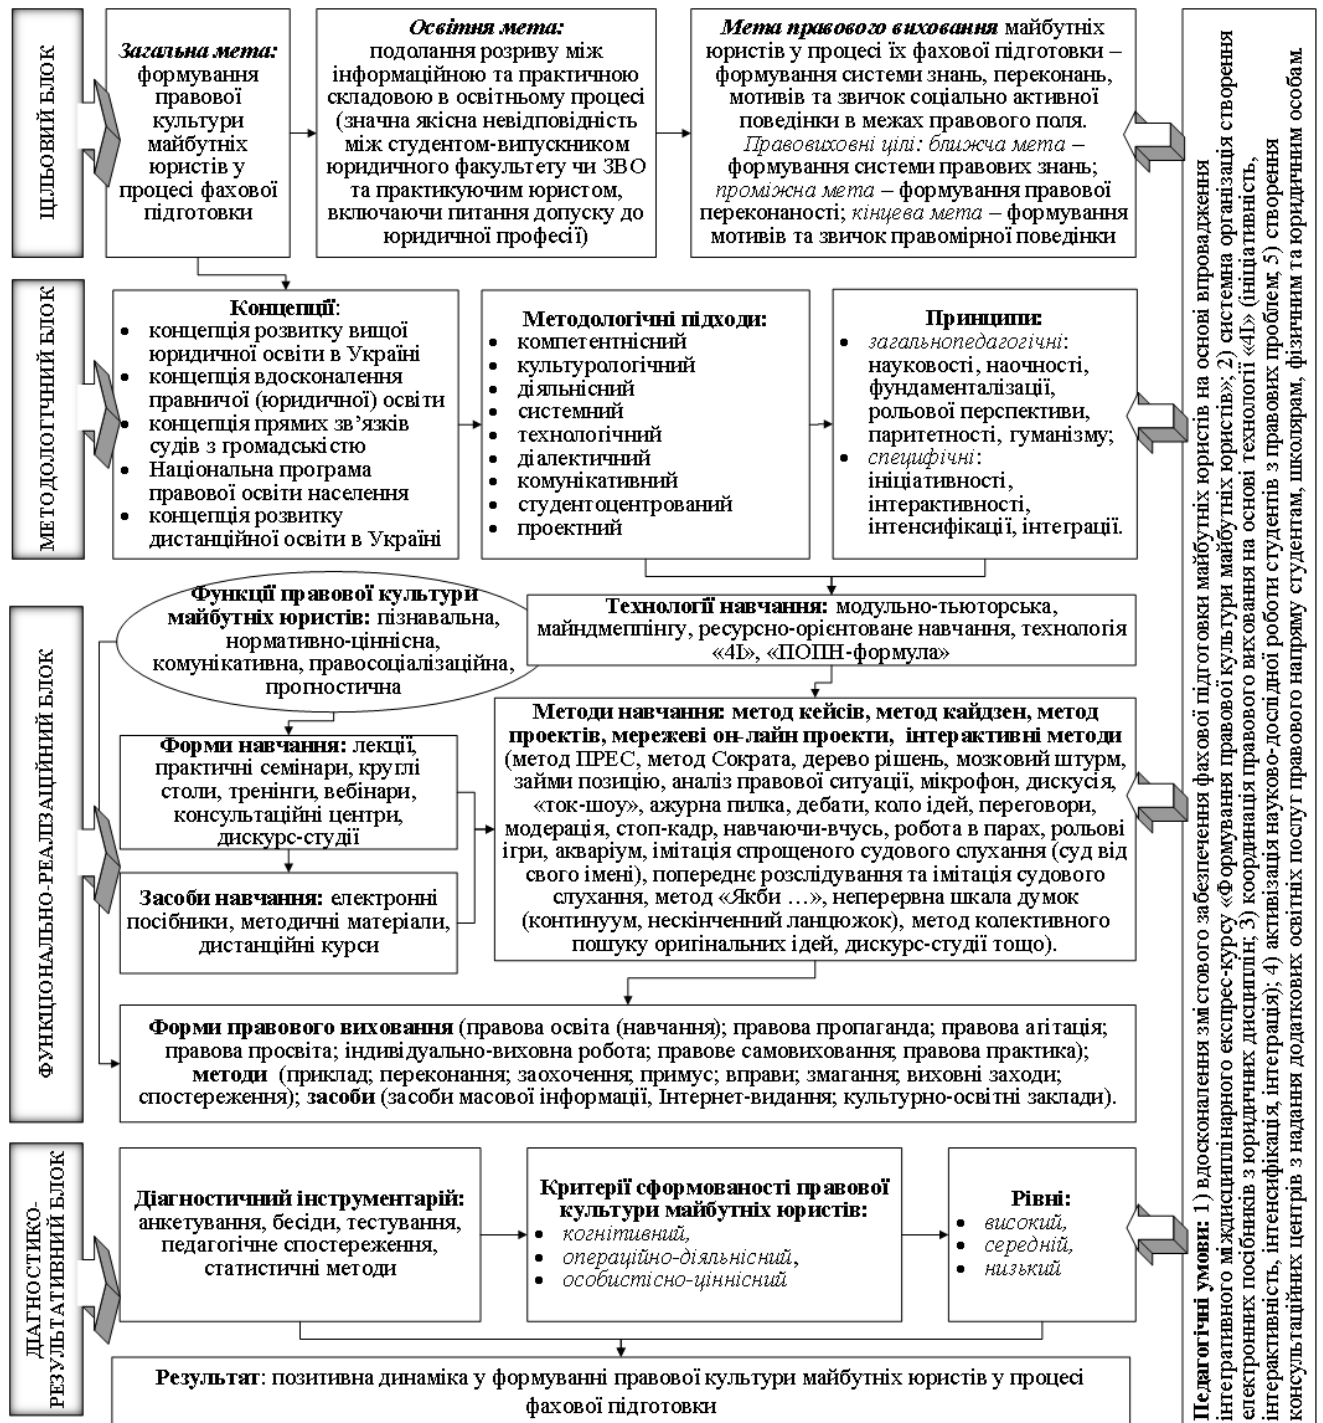 ЦІЛЬОВИЙ БЛОК
Загальна мета:
формування
правової
культури
майбутніх
юристів у
процесі фахової
підготовки
Освітня мета:
подолання розриву між
інформаційною та практичною
складовою в освітньому процесі
(значна якісна невідповідність
між студентом-випускником
юридичного факультету чи ЗВО
та практикуючим юристом,
включаючи питання допуску до
юридичної професії)
Мета правового виховання майбутніх
юристів у процесі їх фахової підготовки –
формування системи знань, переконань,
мотивів та звичок соціально активної
поведінки в межах правового поля.
Правовиховні цілі: ближча мета –
формування системи правових знань;
проміжна мета – формування правової
переконаності; кінцева мета – формування
мотивів та звичок правомірної поведінки
МЕТОДОЛОГІЧНИЙ БЛОК
Концепції:
• концепція розвитку вищої
юридичної освіти в Україні
• концепція вдосконалення
правничої (юридичної) освіти
• концепція прямих зв’язків
судів з громадськістю
• Національна програма
правової освіти населення
• концепція розвитку
дистанційної освіти в Україні
Методологічні підходи:
• компетентнісний
• культурологічний
• діяльнісний
• системний
• технологічний
• діалектичний
• комунікативний
• студентоцентрований
• проектний
Принципи:
• загальнопедагогічні:
науковості, наочності,
фундаменталізації,
рольової перспективи,
паритетності, гуманізму;
• специфічні:
ініціативності,
інтерактивності,
інтенсифікації, інтеграції.
ФУНКЦІОНАЛЬНО-РЕАЛІЗАЦІЙНИЙ БЛОК
Функції правової культури
майбутніх юристів: пізнавальна,
нормативно-ціннісна,
комунікативна, правосоціалізаційна,
прогностична
Технології навчання: модульно-тьюторська,
майндмеппінгу, ресурсно-орієнтоване навчання, технологія
«4І», «ПОПН-формула»
Форми навчання: лекції,
практичні семінари, круглі
столи, тренінги, вебінари,
консультаційні центри,
дискурс-студії
Засоби навчання: електронні
посібники, методичні матеріали,
дистанційні курси
Методи навчання: метод кейсів, метод кайдзен, метод
проектів, мережеві он-лайн проекти, інтерактивні методи
(метод ПРЕС, метод Сократа, дерево рішень, мозковий штурм,
займи позицію, аналіз правової ситуації, мікрофон, дискусія,
«ток-шоу», ажурна пилка, дебати, коло ідей, переговори,
модерація, стоп-кадр, навчаючи-вчусь, робота в парах, рольові
ігри, акваріум, імітація спрощеного судового слухання (суд від
свого імені), попереднє розслідування та імітація судового
слухання, метод «Якби ...», неперервна шкала думок
(континуум, нескінченний ланцюжок), метод колективного
пошуку оригінальних ідей, дискурс-студії тощо).
Форми правового виховання (правова освіта (навчання); правова пропаганда; правова агітація;
правова просвіта; індивідуально-виховна робота; правове самовиховання; правова практика);
методи (приклад; переконання; заохочення; примус; вправи; змагання; виховні заходи;
спостереження); засоби (засоби масової інформації, Інтернет-видання; культурно-освітні заклади).
ДІАГНОСТИКО-
РЕЗУЛЬТАТИВНИЙ БЛОК
Діагностичний інструментарій:
анкетування, бесіди, тестування,
педагогічне спостереження,
статистичні методи
Критерії сформованості правової
культури майбутніх юристів:
• когнітивний,
• операційно-діяльнісний,
• особистісно-ціннісний
Рівні:
• високий,
• середній,
• низький
Результат: позитивна динаміка у формуванні правової культури майбутніх юристів у процесі
фахової підготовки
Педагогічні умови: 1) вдосконалення змістового забезпечення фахової підготовки майбутніх юристів на основі впровадження
інтегративного міждисциплінарного експрес-курсу «Формування правової культури майбутніх юристів»; 2) системна організація створення
електронних посібників з юридичних дисциплін; 3) координація правового виховання на основі технології «4І» (ініціативність,
інтерактивність, інтенсифікація, інтеграція); 4) активізація науково-дослідної роботи студентів з правових проблем; 5) створення
консультаційних центрів з надання додаткових освітніх послуг правового напряму студентам, школярам, фізичним та юридичним особам.